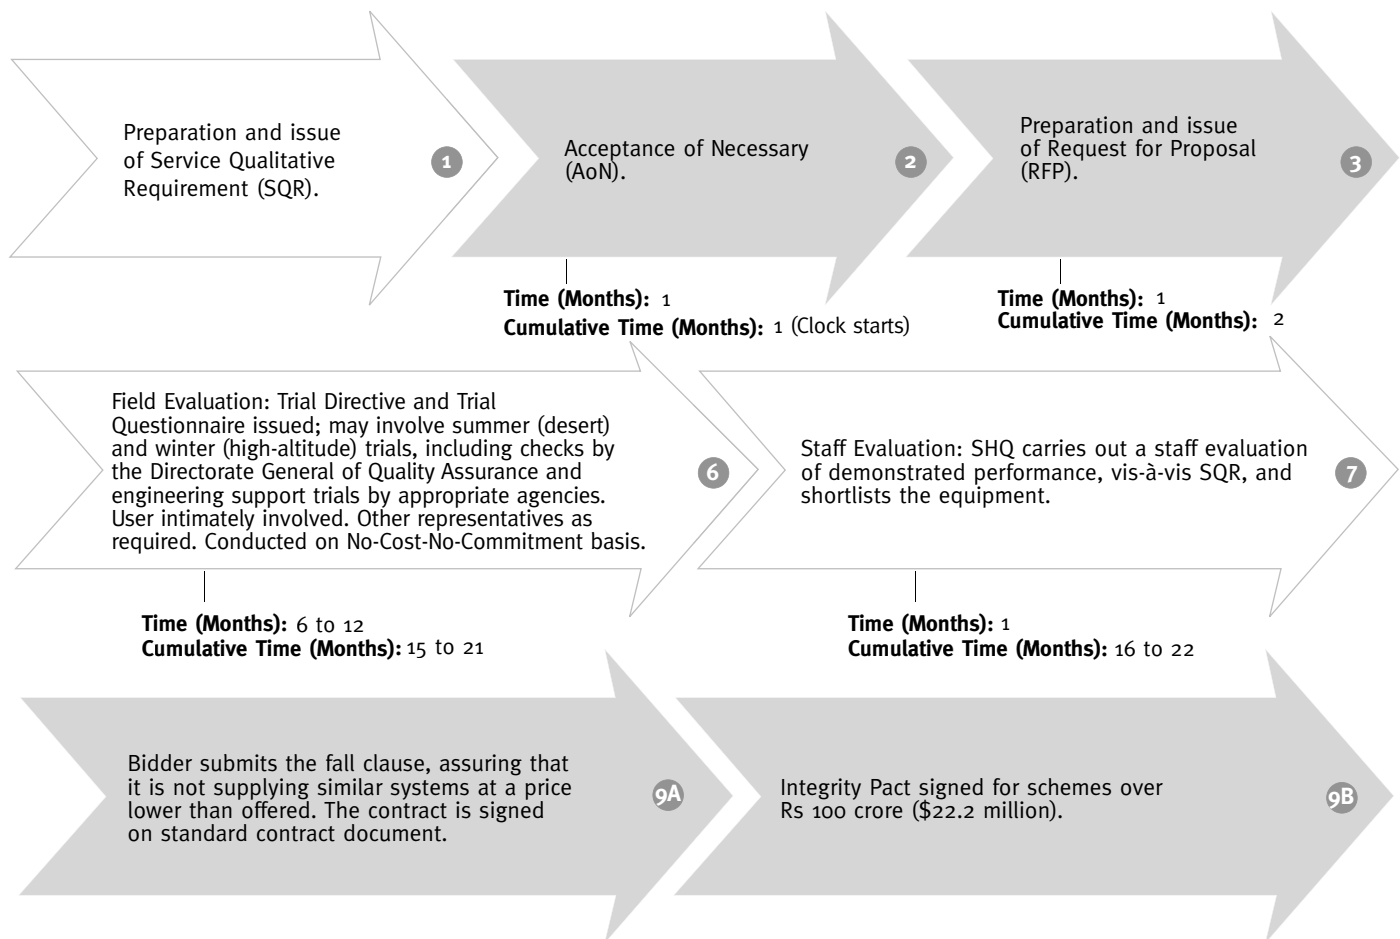 Preparation and issue
of Service Qualitative
Requirement (SQR).
1
Acceptance of Necessary
(AoN).
2
Preparation and issue
of Request for Proposal
(RFP).
3
Time (Months): 1
Cumulative Time (Months): 1 (Clock starts)
Time (Months): 1
Cumulative Time (Months): 2
Field Evaluation: Trial Directive and Trial
Questionnaire issued; may involve summer (desert)
and winter (high-altitude) trials, including checks by
the Directorate General of Quality Assurance and
engineering support trials by appropriate agencies.
User intimately involved. Other representatives as
required. Conducted on No-Cost-No-Commitment basis.
6
Staff Evaluation: SHQ carries out a staff evaluation
of demonstrated performance, vis-à-vis SQR, and
shortlists the equipment.
7
Time (Months): 6 to 12
Cumulative Time (Months): 15 to 21
Time (Months): 1
Cumulative Time (Months): 16 to 22
Bidder submits the fall clause, assuring that
it is not supplying similar systems at a price
lower than offered. The contract is signed
on standard contract document.
9A
Integrity Pact signed for schemes over
Rs 100 crore ($22.2 million).
9B